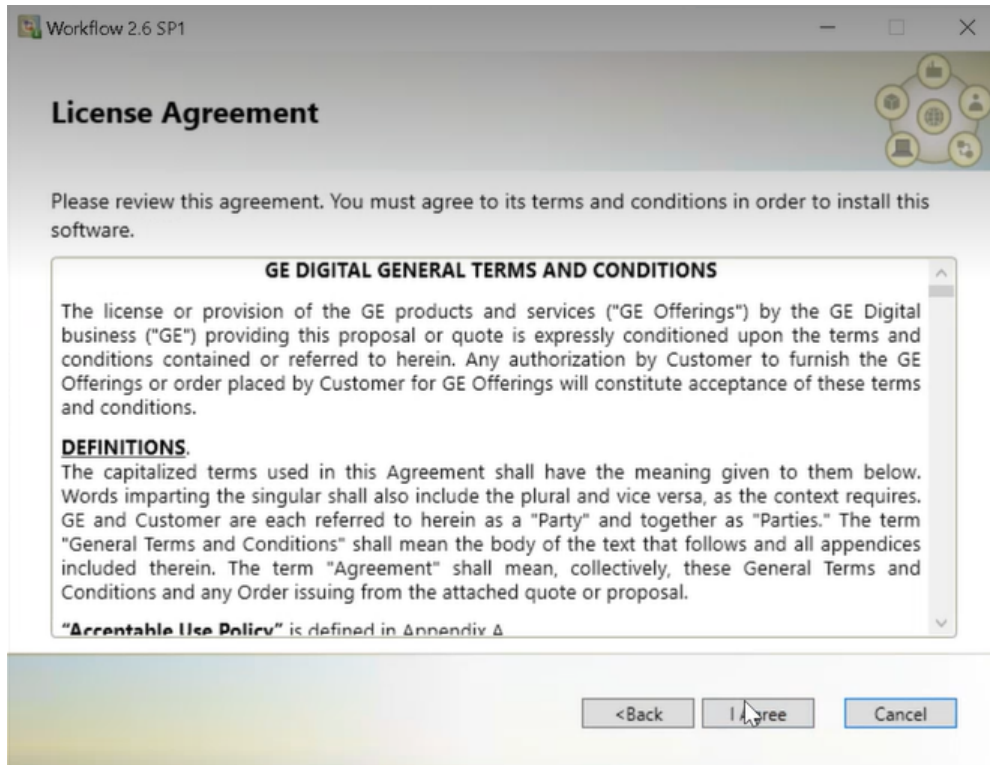 Workflow 2.6 SP1
License Agreement
Please review this agreement. You must agree to its terms and conditions in order to install this
software.
GE DIGITAL GENERAL TERMS AND CONDITIONS
The license or provision of the GE products and services ("GE Offerings") by the GE Digital
business ("GE") providing this proposal or quote is expressly conditioned upon the terms and
conditions contained or referred to herein. Any authorization by Customer to furnish the GE
Offerings or order placed by Customer for GE Offerings will constitute acceptance of these terms
and conditions.
DEFINITIONS.
The capitalized terms used in this Agreement shall have the meaning given to them below.
Words imparting the singular shall also include the plural and vice versa, as the context requires.
GE and Customer are each referred to herein as a "Party" and together as "Parties." The term
"General Terms and Conditions" shall mean the body of the text that follows and all appendices
included therein. The term "Agreement" shall mean, collectively, these General Terms and
Conditions and any Order issuing from the attached quote or proposal.
“Acceptable Use Policy” is defined in Appendix A
<Back
I Agree
Cancel